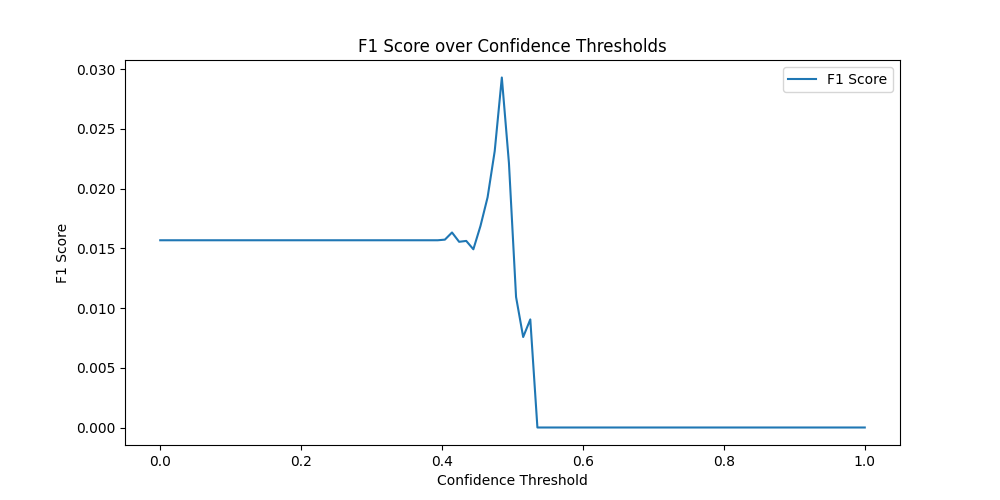 F1 Score over Confidence Thresholds
F1 Score
0.030
0.025
0.020
0.015
0.010
0.005
0.000
F1 Score
0.0 0.2 0.4 0.6 0.8 1.0
Confidence Threshold